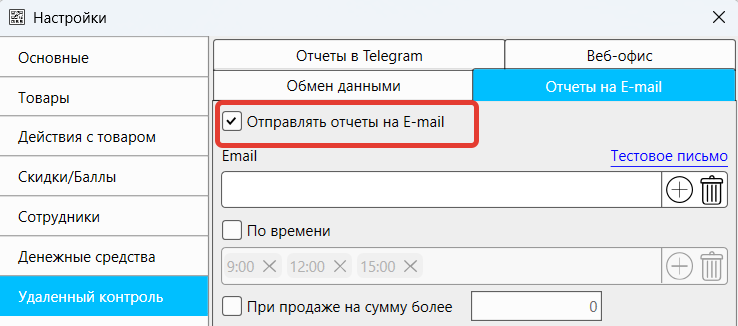 Настройки
Основные
Товары
Действия с товаром
Скидки/Баллы
Сотрудники
Денежные средства
Удаленный контроль
Отчеты в Telegram
Веб-офис
Обмен данными
Отчеты на E-mail
Отправлять отчеты на E-mail
Email
Тестовое письмо
По времени
9:00 12:00 15:00
При продаже на сумму более 0